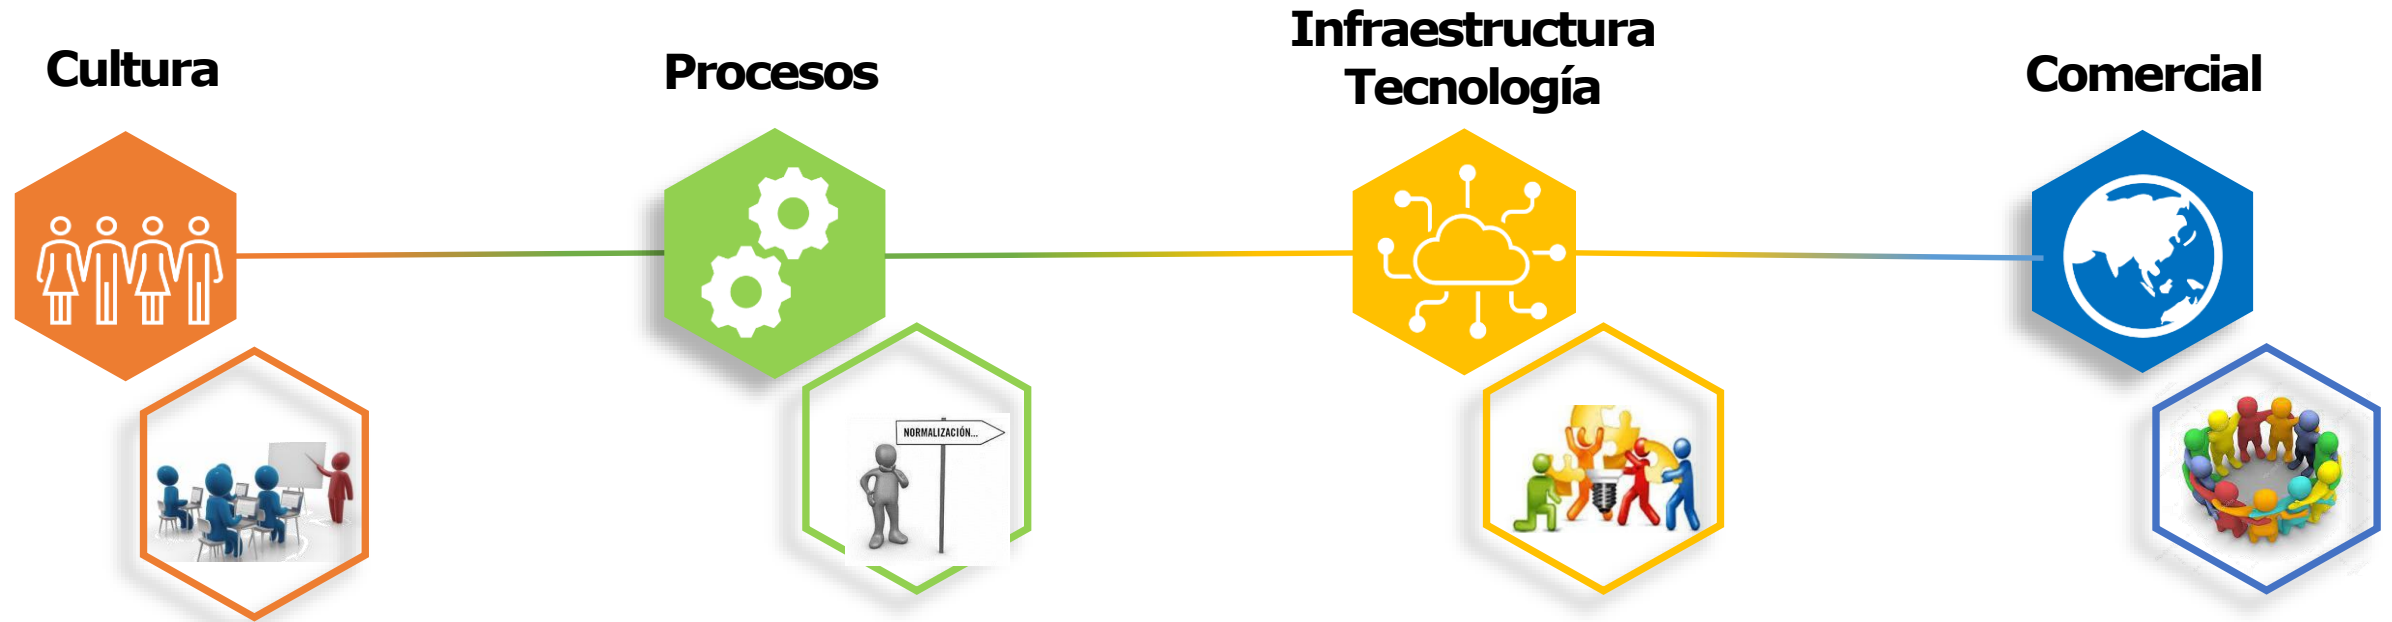 Cultura
Procesos
Infraestructura
Tecnología
Comercial
NORMALIZACIÓN...